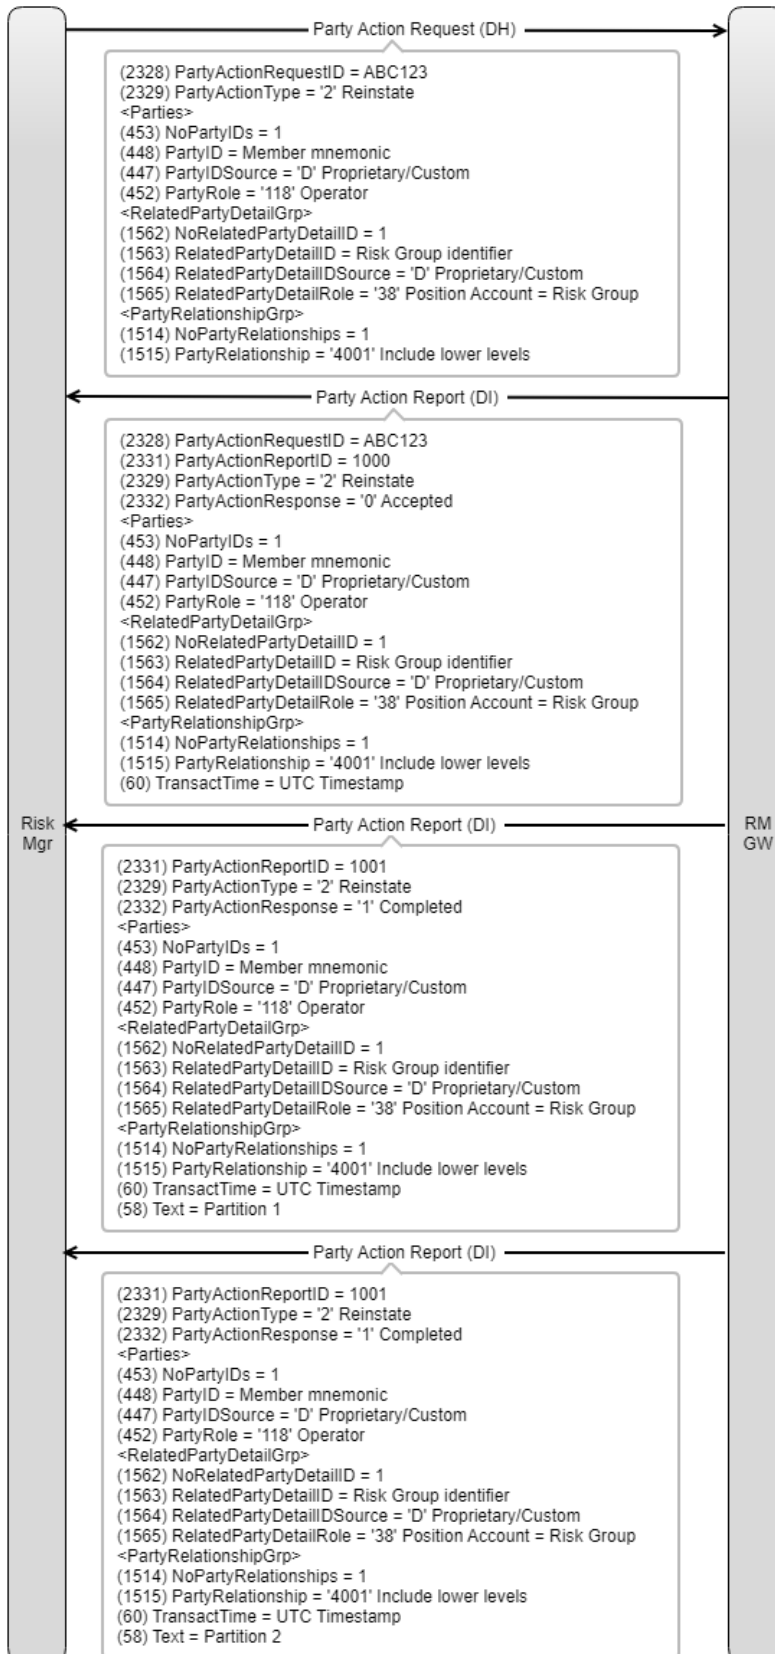 Party Action Request (DH)
(2328) PartyActionRequestID = ABC123
(2329) PartyActionType = '2' Reinstate
<Parties>
(453) NoPartyIDs = 1
(448) PartyID = Member mnemonic
(447) PartyIDSource = 'D' Proprietary/Custom
(452) PartyRole = '118' Operator
<RelatedPartyDetailGrp>
(1562) NoRelatedPartyDetailID = 1
(1563) RelatedPartyDetailID = Risk Group identifier
(1564) RelatedPartyDetailIDSource = 'D' Proprietary/Custom
(1565) RelatedPartyDetailRole = '38' Position Account = Risk Group
<PartyRelationshipGrp>
(1514) NoPartyRelationships = 1
(1515) PartyRelationship = '4001' Include lower levels
Party Action Report (DI)
(2328) PartyActionRequestID = ABC123
(2331) PartyActionReportID = 1000
(2329) PartyActionType = '2' Reinstate
(2332) PartyActionResponse = '0' Accepted
<Parties>
(453) NoPartyIDs = 1
(448) PartyID = Member mnemonic
(447) PartyIDSource = 'D' Proprietary/Custom
(452) PartyRole = '118' Operator
<RelatedPartyDetailGrp>
(1562) NoRelatedPartyDetailID = 1
(1563) RelatedPartyDetailID = Risk Group identifier
(1564) RelatedPartyDetailIDSource = 'D' Proprietary/Custom
(1565) RelatedPartyDetailRole = '38' Position Account = Risk Group
<PartyRelationshipGrp>
(1514) NoPartyRelationships = 1
(1515) PartyRelationship = '4001' Include lower levels
(60) TransactTime = UTC Timestamp
Risk
Mgr
Party Action Report (DI)
RM
GW
(2331) PartyActionReportID = 1001
(2329) PartyActionType = '2' Reinstate
(2332) PartyActionResponse = '1' Completed
<Parties>
(453) NoPartyIDs = 1
(448) PartyID = Member mnemonic
(447) PartyIDSource = 'D' Proprietary/Custom
(452) PartyRole = '118' Operator
<RelatedPartyDetailGrp>
(1562) NoRelatedPartyDetailID = 1
(1563) RelatedPartyDetailID = Risk Group identifier
(1564) RelatedPartyDetailIDSource = 'D' Proprietary/Custom
(1565) RelatedPartyDetailRole = '38' Position Account = Risk Group
<PartyRelationshipGrp>
(1514) NoPartyRelationships = 1
(1515) PartyRelationship = '4001' Include lower levels
(60) TransactTime = UTC Timestamp
(58) Text = Partition 1
Party Action Report (DI)
(2331) PartyActionReportID = 1001
(2329) PartyActionType = '2' Reinstate
(2332) PartyActionResponse = '1' Completed
<Parties>
(453) NoPartyIDs = 1
(448) PartyID = Member mnemonic
(447) PartyIDSource = 'D' Proprietary/Custom
(452) PartyRole = '118' Operator
<RelatedPartyDetailGrp>
(1562) NoRelatedPartyDetailID = 1
(1563) RelatedPartyDetailID = Risk Group identifier
(1564) RelatedPartyDetailIDSource = 'D' Proprietary/Custom
(1565) RelatedPartyDetailRole = '38' Position Account = Risk Group
<PartyRelationshipGrp>
(1514) NoPartyRelationships = 1
(1515) PartyRelationship = '4001' Include lower levels
(60) TransactTime = UTC Timestamp
(58) Text = Partition 2